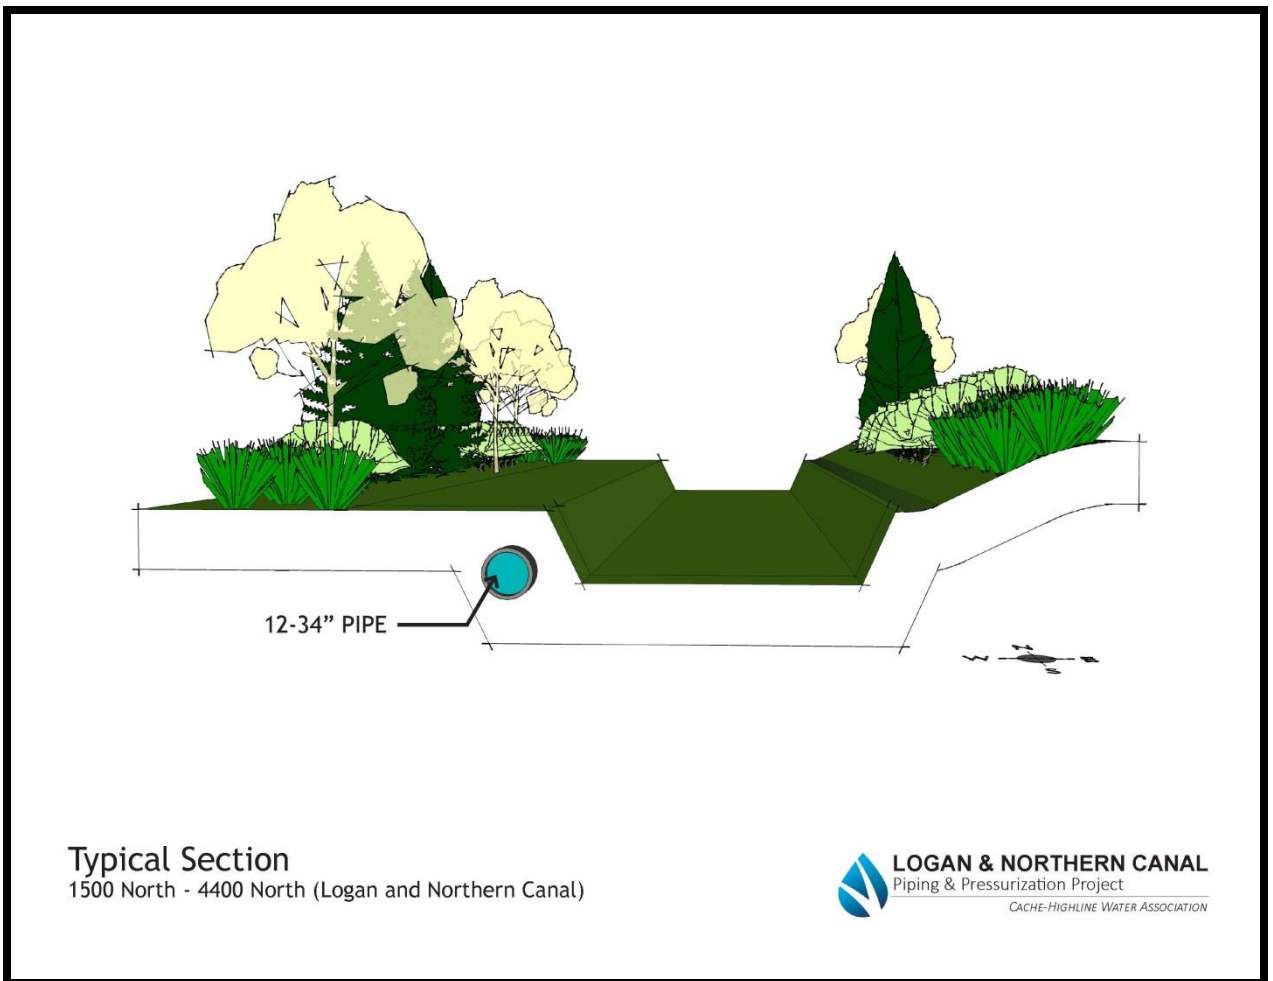 12-34” PIPE
N
W
E
S
Typical Section
1500 North - 4400 North (Logan and Northern Canal)
LOGAN & NORTHERN CANAL
Piping & Pressurization Project
CACHE-HIGHLINE WATER ASSOCIATION